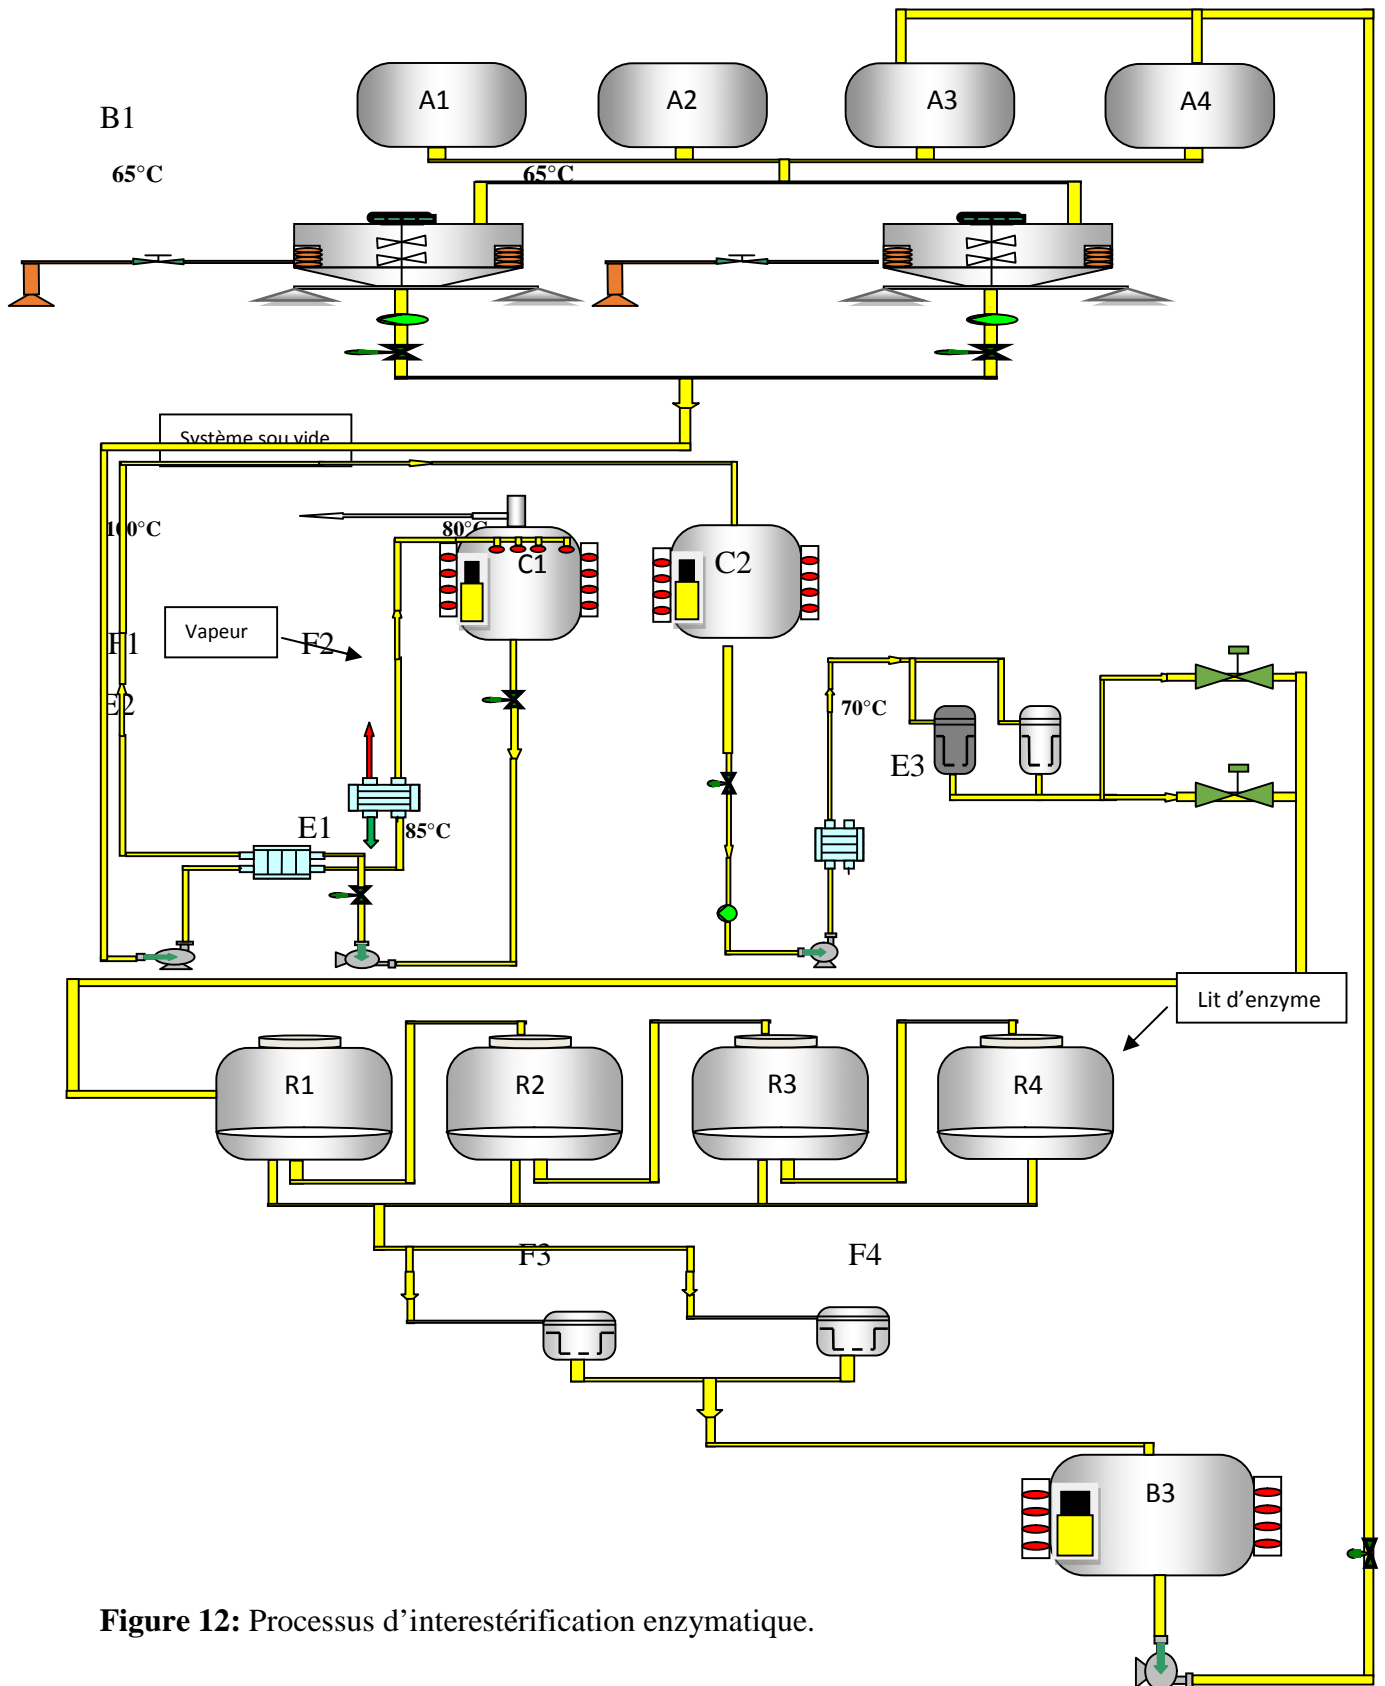 A1
A2
A3
A4
B1
65°C
65°C
Système sou vide
100°C
80°C
C1
C2
F1
Vapeur
F2
E2
70°C
E3
E1
85°C
Lit d’enzyme
R1
R2
R3
R4
F3
F4
B3
Figure 12: Processus d’interestérification enzymatique.